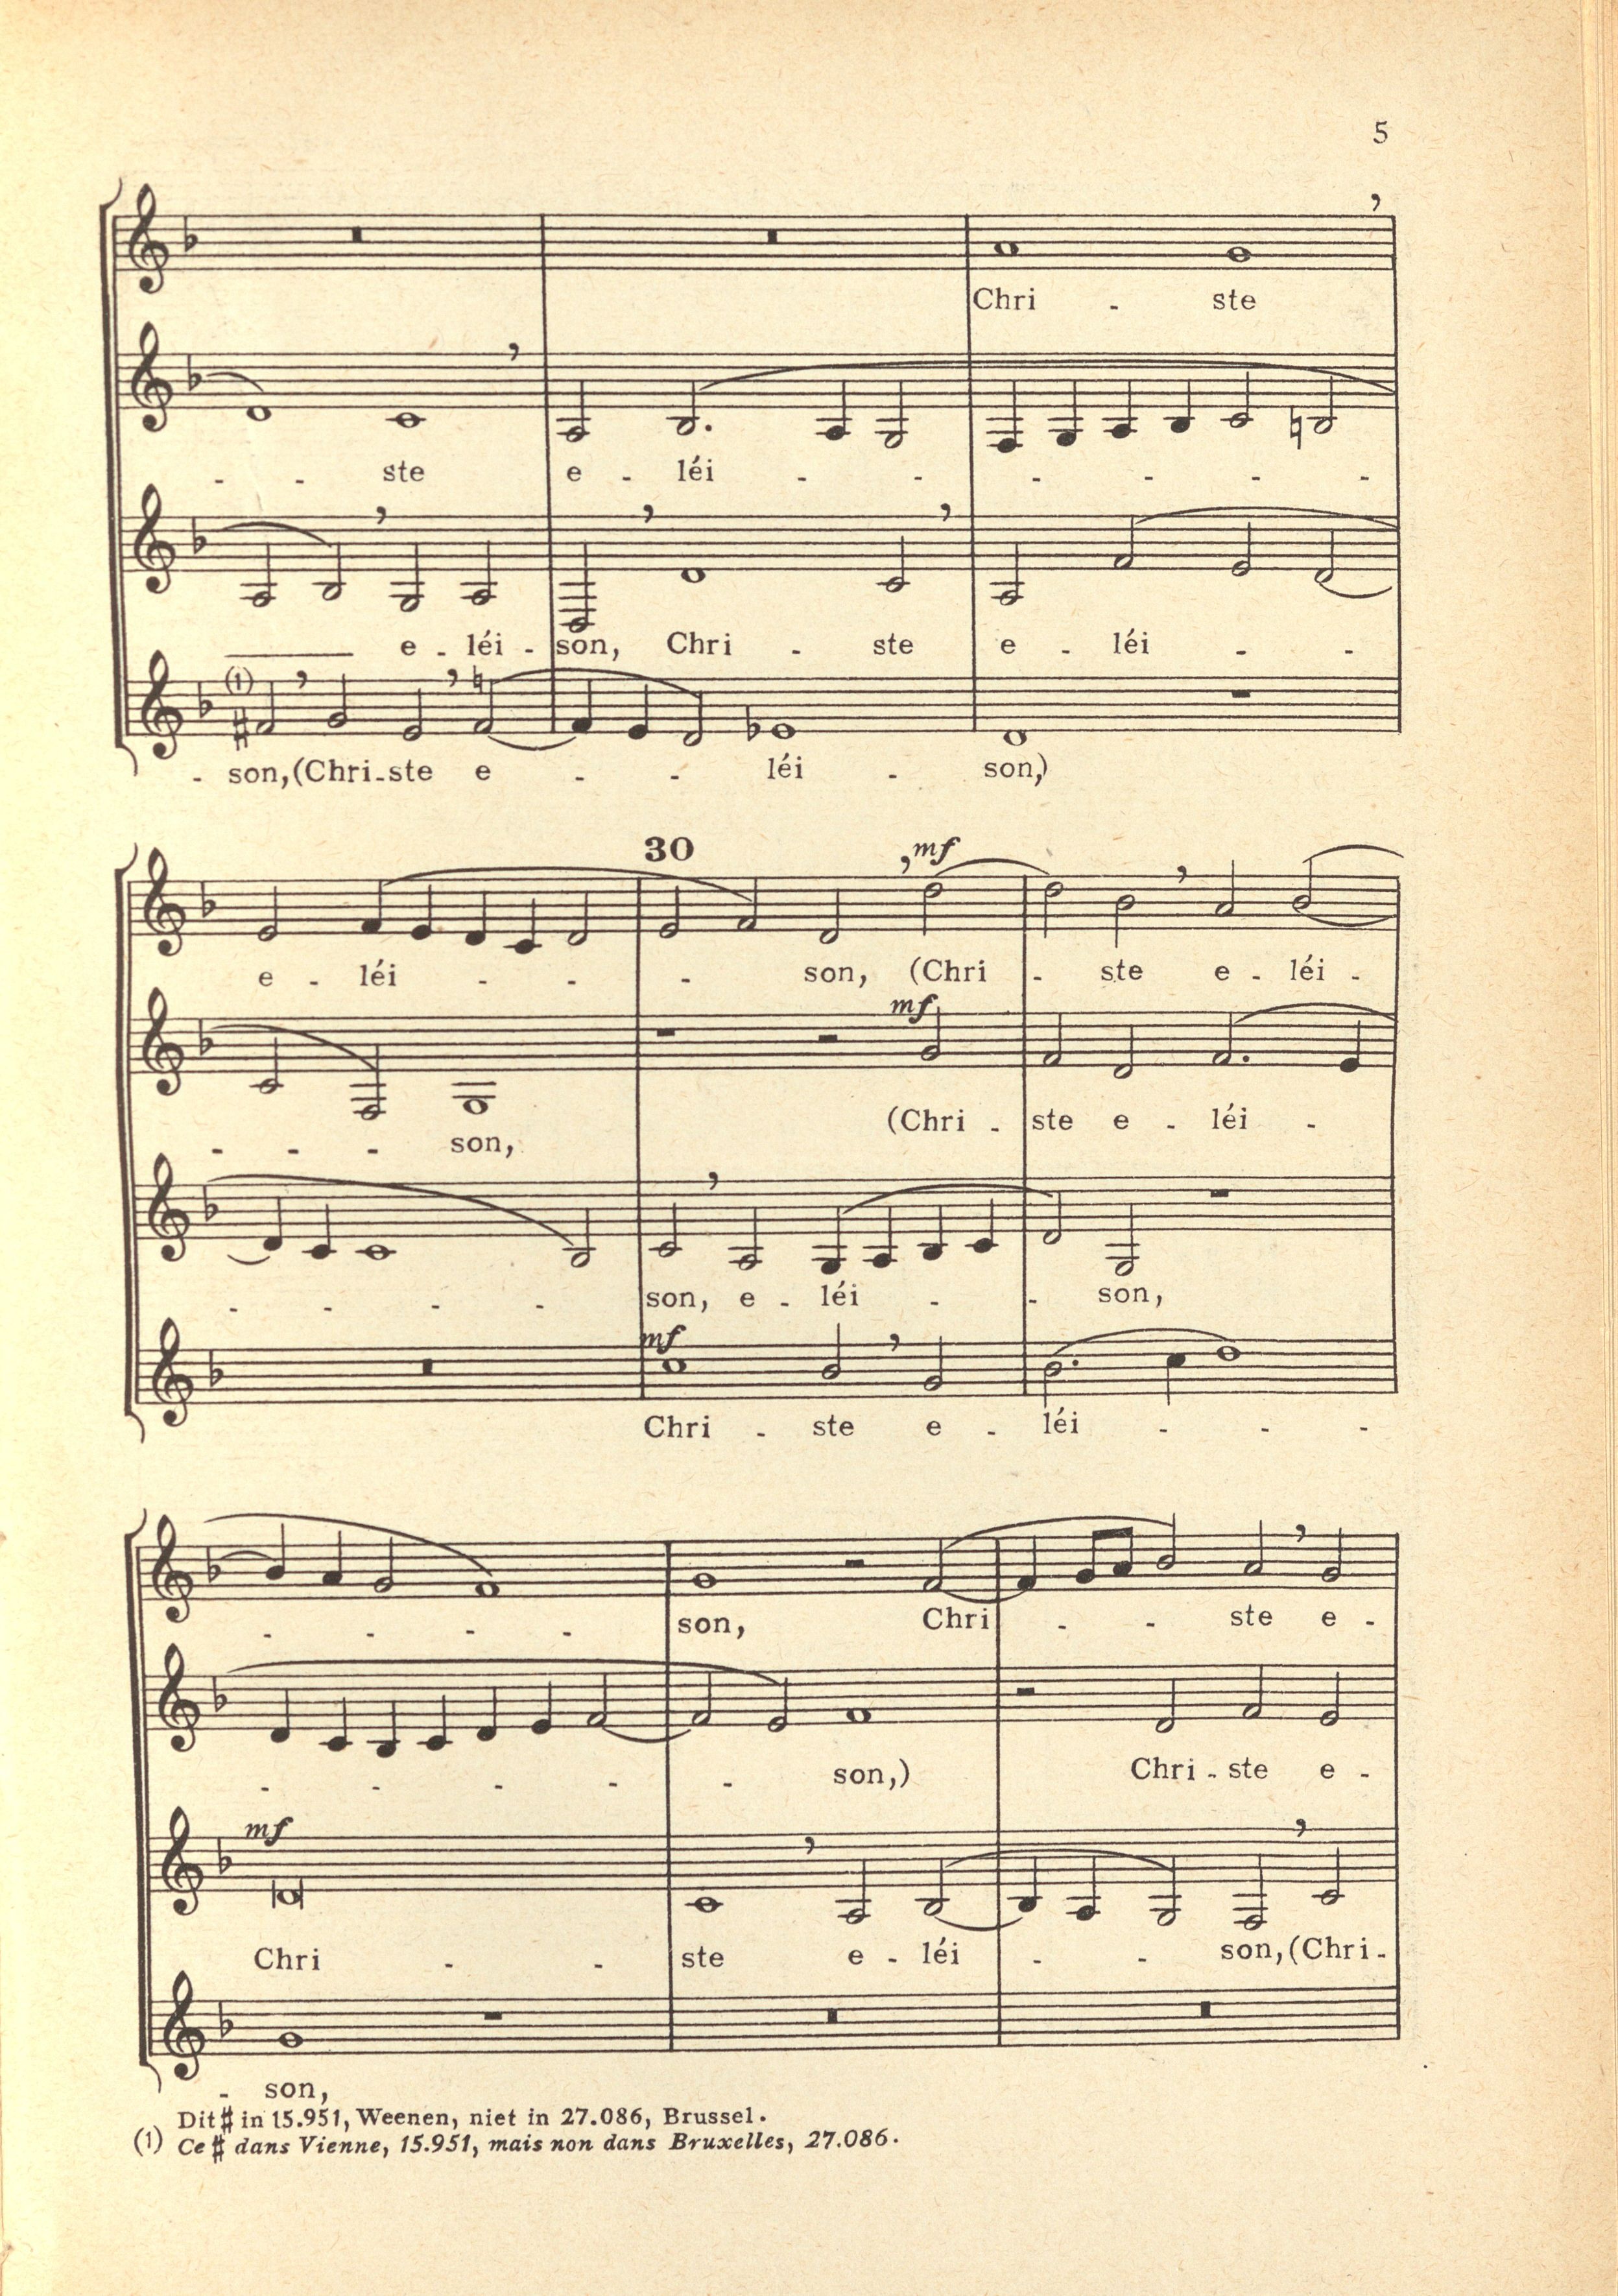 5
Chri - ste
- - ste e - léi - - - - - -
e - léi - son, Chri - ste e - léi - -
(1)
- son, (Chri - ste e - - léi - son,)
30
mf
e - léi - - - son, (Chri - ste e - léi -
mf
(Chri - ste e - léi -
- - - son,
- - - - son, e - léi - - son,
mf
Chri - ste e - léi - - -
- - - - son, Chri - - ste e -
- - - - - son,) Chri - ste e -
mf
Chri - - ste e - léi - - son, (Chri -
- son,
Dit ♯ in 15.951, Weenen, niet in 27.086, Brussel.
(1) Ce ♯ dans Vienne, 15.951, mais non dans Bruxelles, 27.086.